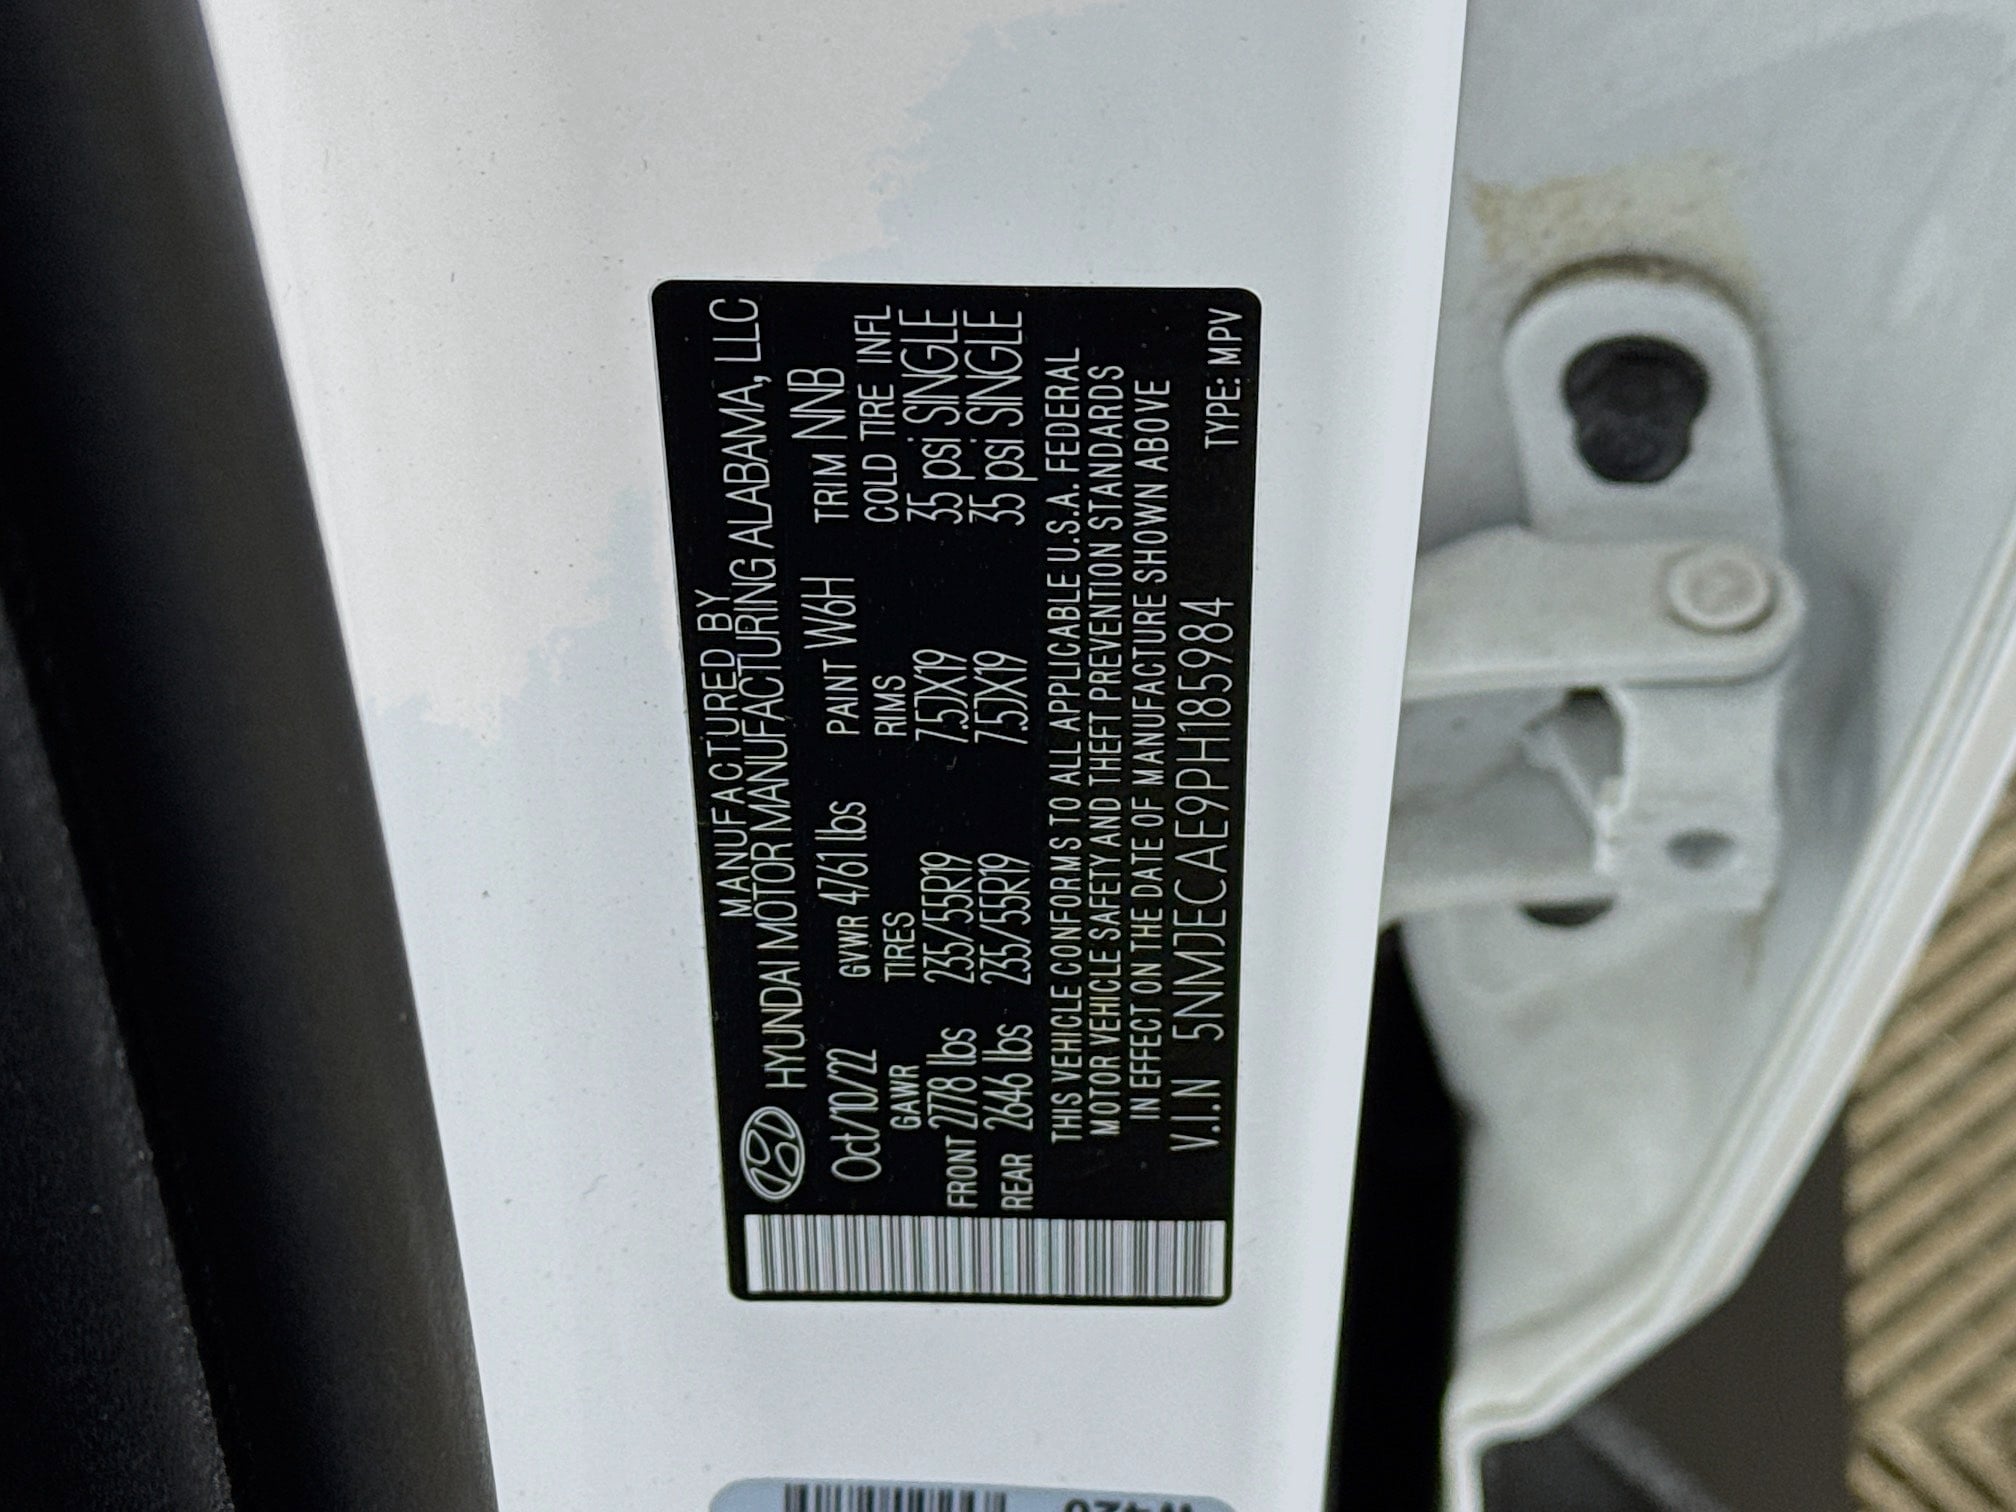 MANUFACTURED BY
HYUNDAI MOTOR MANUFACTURING ALABAMA, LLC
Oct/10/22 GVWR 4761 lbs PAINT W6H TRIM NNB
GAWR TIRES RIMS COLD TIRE INFL
FRONT 2778 lbs 235/55R19 7.5JX19 35 psi SINGLE
REAR 2646 lbs 235/55R19 7.5JX19 35 psi SINGLE
THIS VEHICLE CONFORMS TO ALL APPLICABLE U.S.A. FEDERAL
MOTOR VEHICLE SAFETY AND THEFT PREVENTION STANDARDS
IN EFFECT ON THE DATE OF MANUFACTURE SHOWN ABOVE
V.I.N 5NMJECAE9PH185984 TYPE: MPV